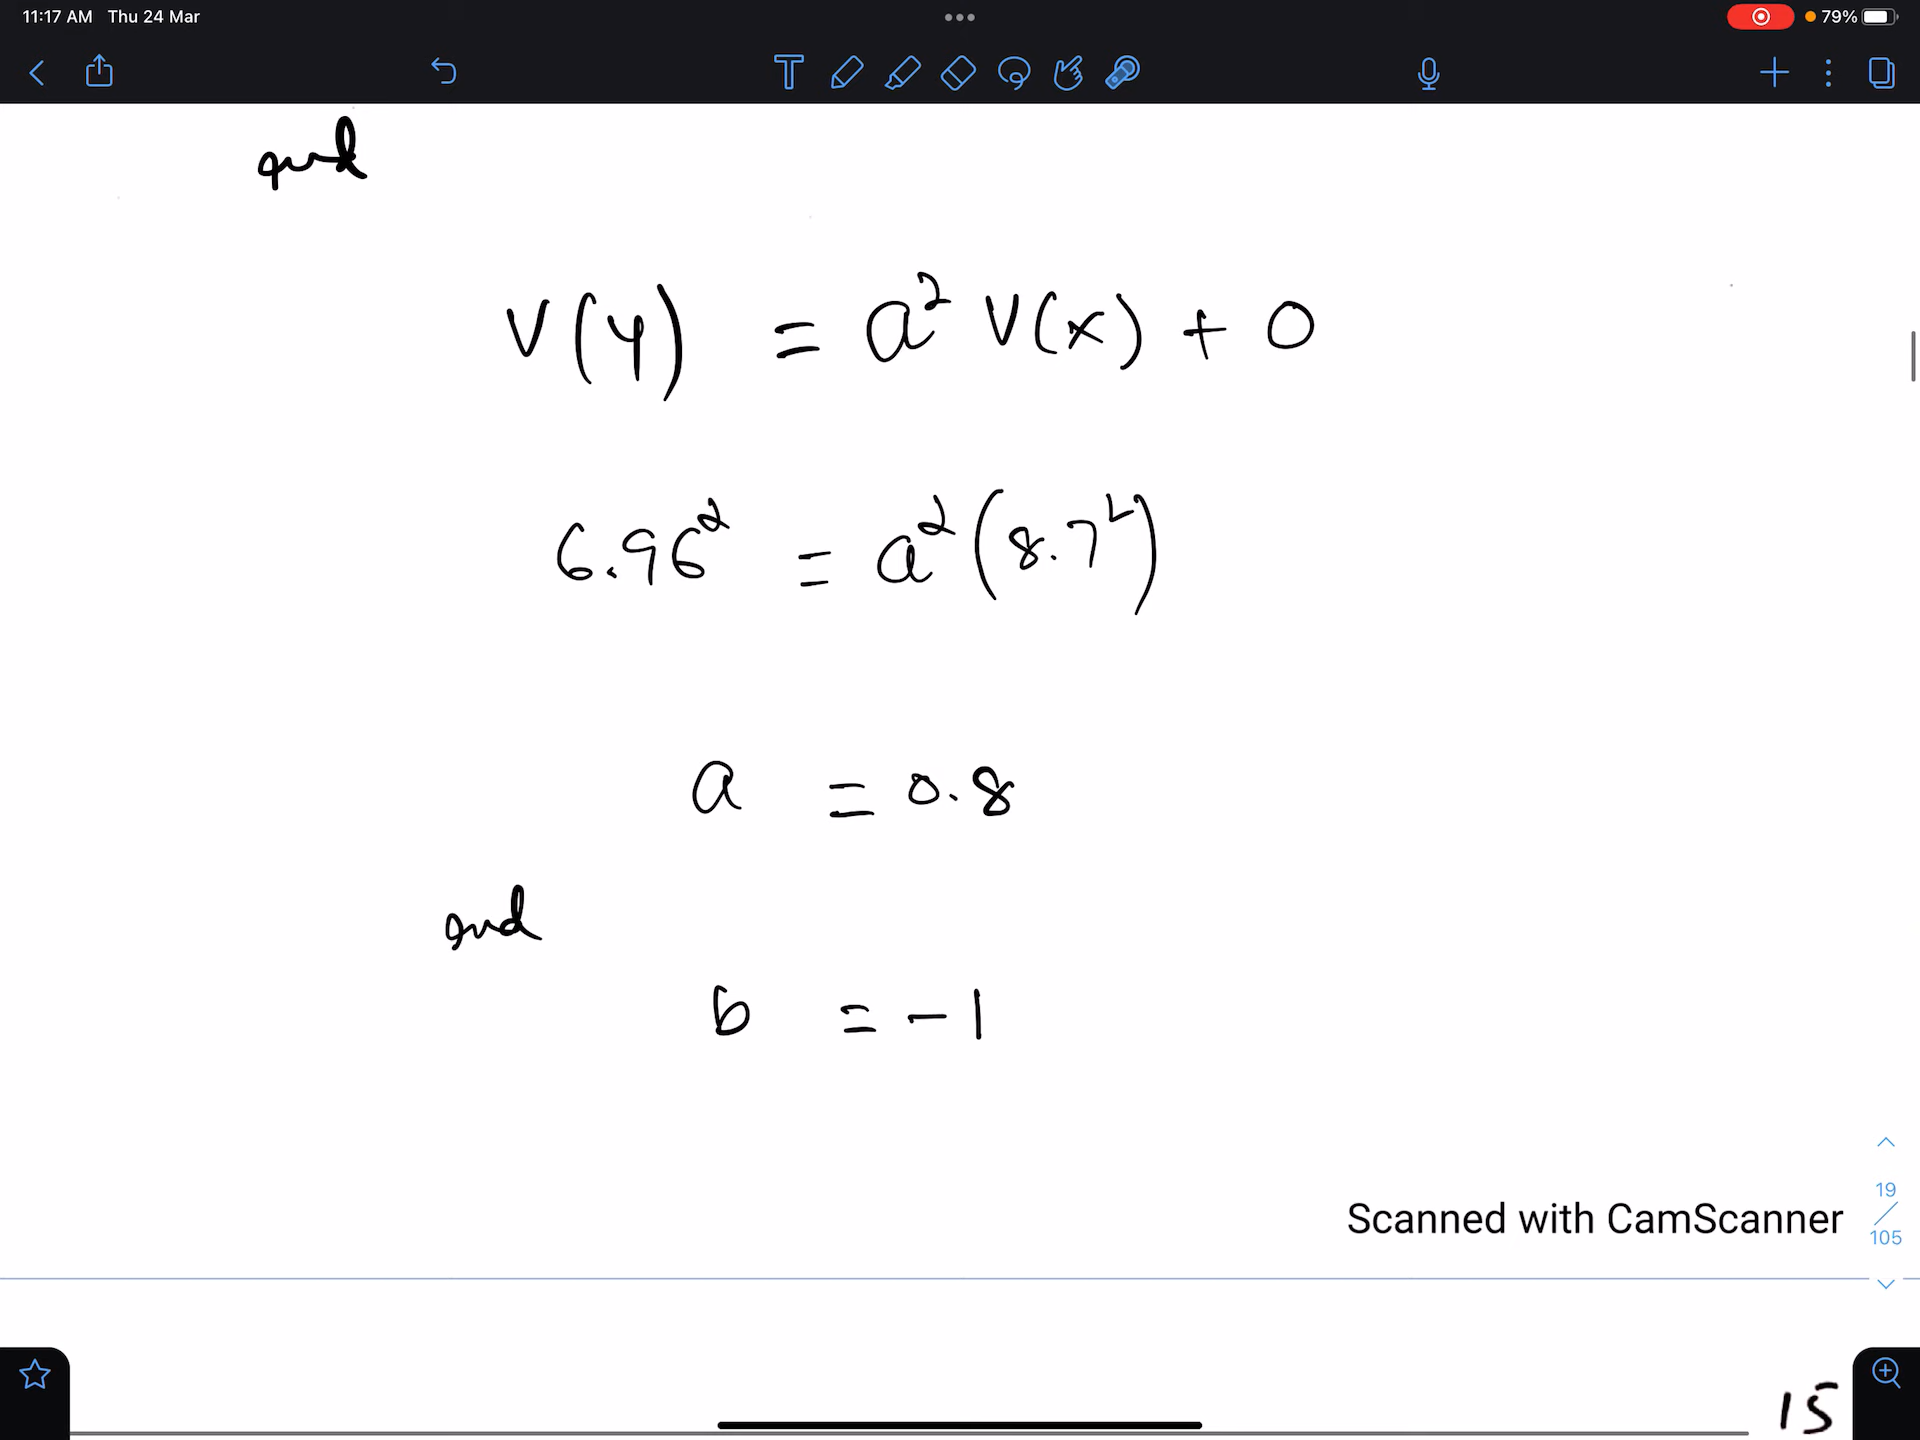 11:17 AM Thu 24 Mar
79%
and
V(y) = a² V(x) + 0
6.96² = a² (8.7²)
a = 0.8
and
b = -1
Scanned with CamScanner
19
105
15